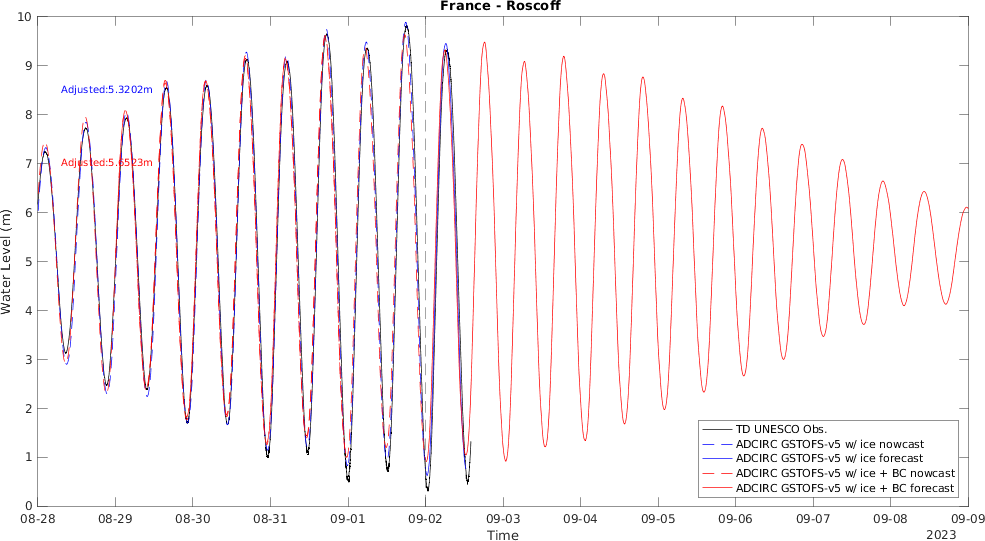 France - Roscoff
10
9
8
7
6
5
4
3
2
1
0
Water Level (m)
Adjusted:5.3202m
Adjusted:5.6523m
TD UNESCO Obs.
ADCIRC GSTOFS-v5 w/ ice nowcast
ADCIRC GSTOFS-v5 w/ ice forecast
ADCIRC GSTOFS-v5 w/ ice + BC nowcast
ADCIRC GSTOFS-v5 w/ ice + BC forecast
08-28 08-29 08-30 08-31 09-01 09-02 09-03 09-04 09-05 09-06 09-07 09-08 09-09
Time
2023